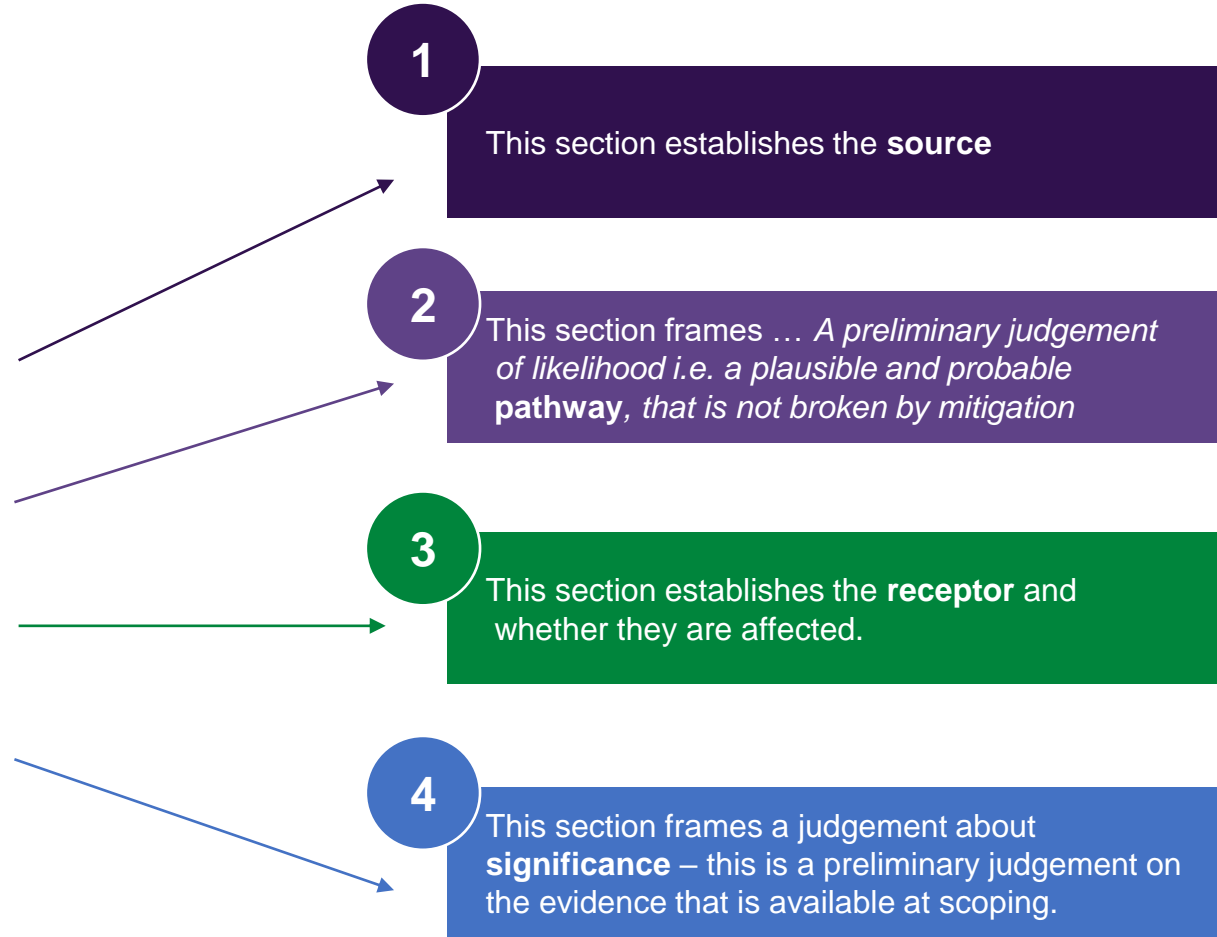 1
This section establishes the source
2
This section frames … A preliminary judgement
of likelihood i.e. a plausible and probable
pathway, that is not broken by mitigation
3
This section establishes the receptor and
whether they are affected.
4
This section frames a judgement about
significance – this is a preliminary judgement on
the evidence that is available at scoping.